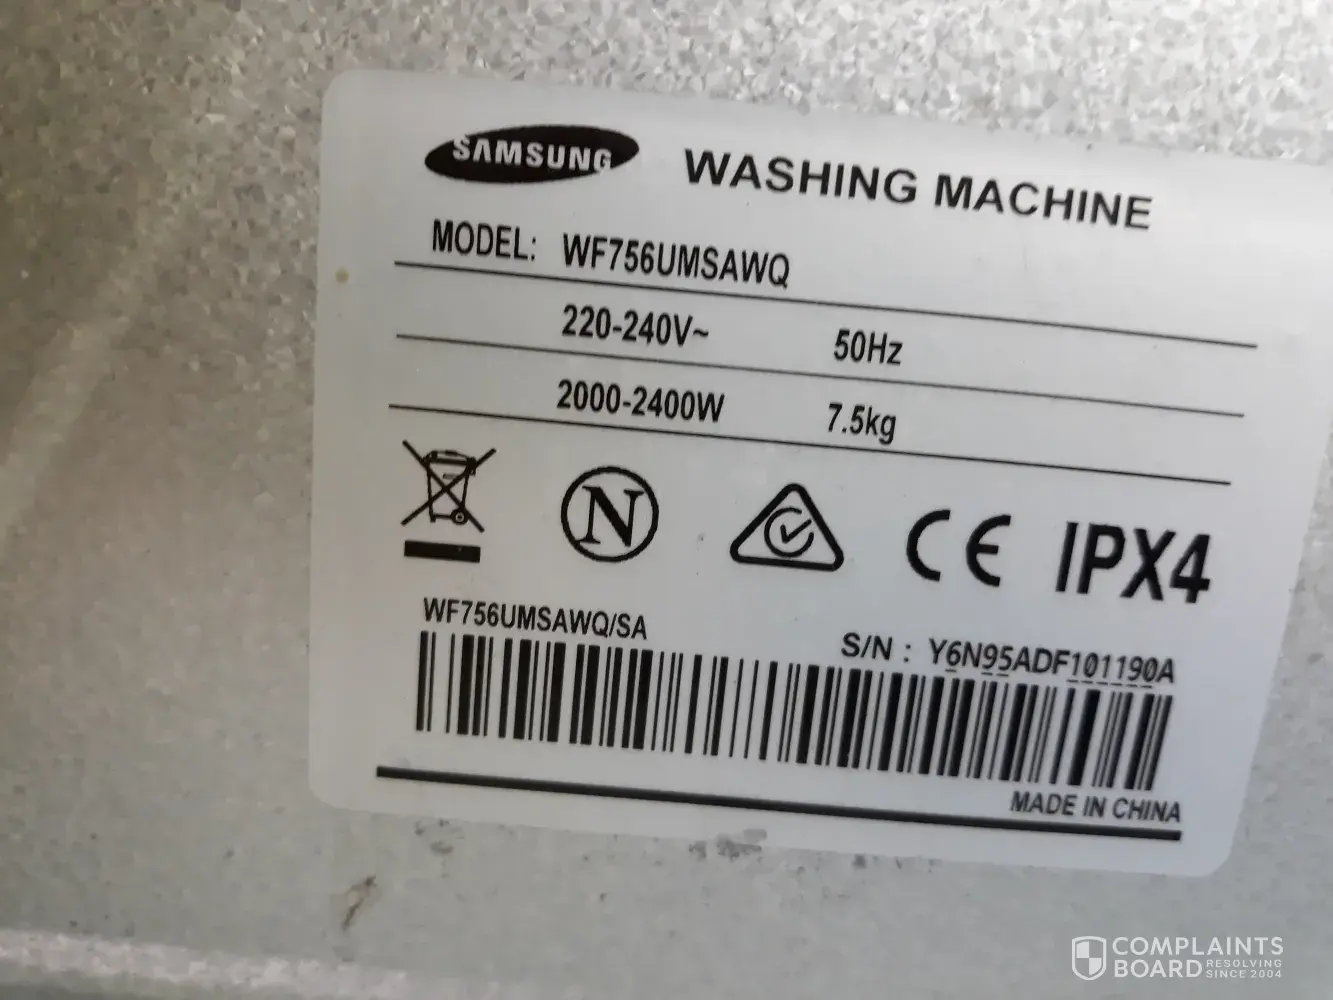 SAMSUNG WASHING MACHINE
MODEL: WF756UMSAWQ
220-240V~ 50Hz
2000-2400W 7.5kg
N CE IPX4
WF756UMSAWQ/SA
S/N : Y6N95ADF101190A
MADE IN CHINA
COMPLAINTS
BOARD RESOLVING
SINCE 2004